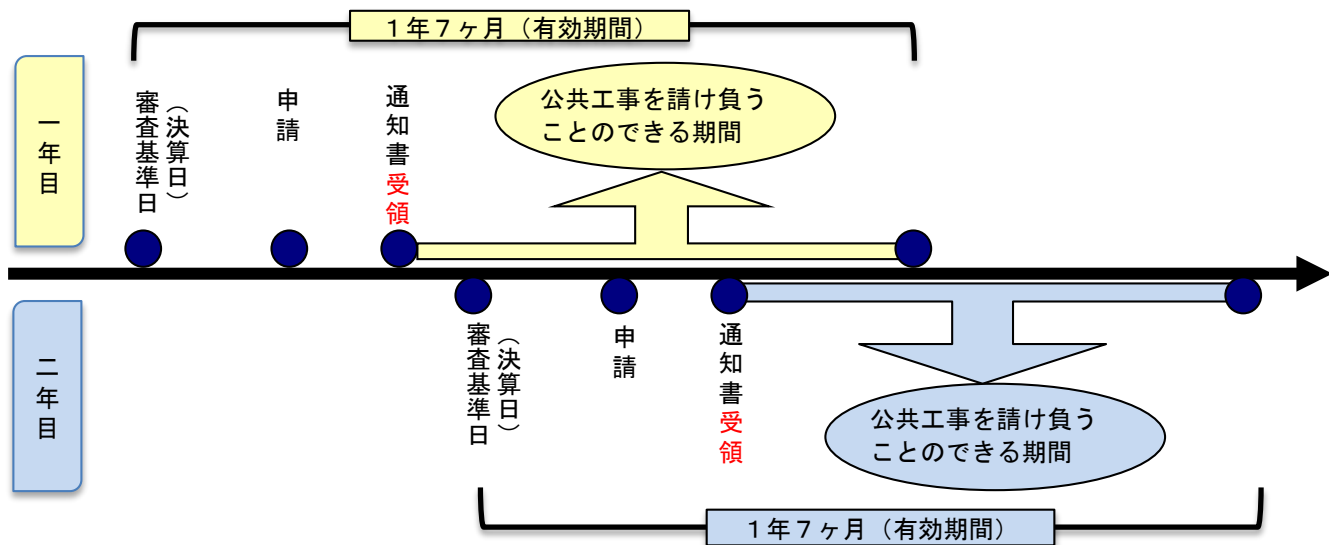 １年７ヶ月（有効期間）
一年目
審査基準日
（決算日）
申請
通知書受領
公共工事を請け負う
ことのできる期間
二年目
審査基準日
（決算日）
申請
通知書受領
公共工事を請け負う
ことのできる期間
１年７ヶ月（有効期間）